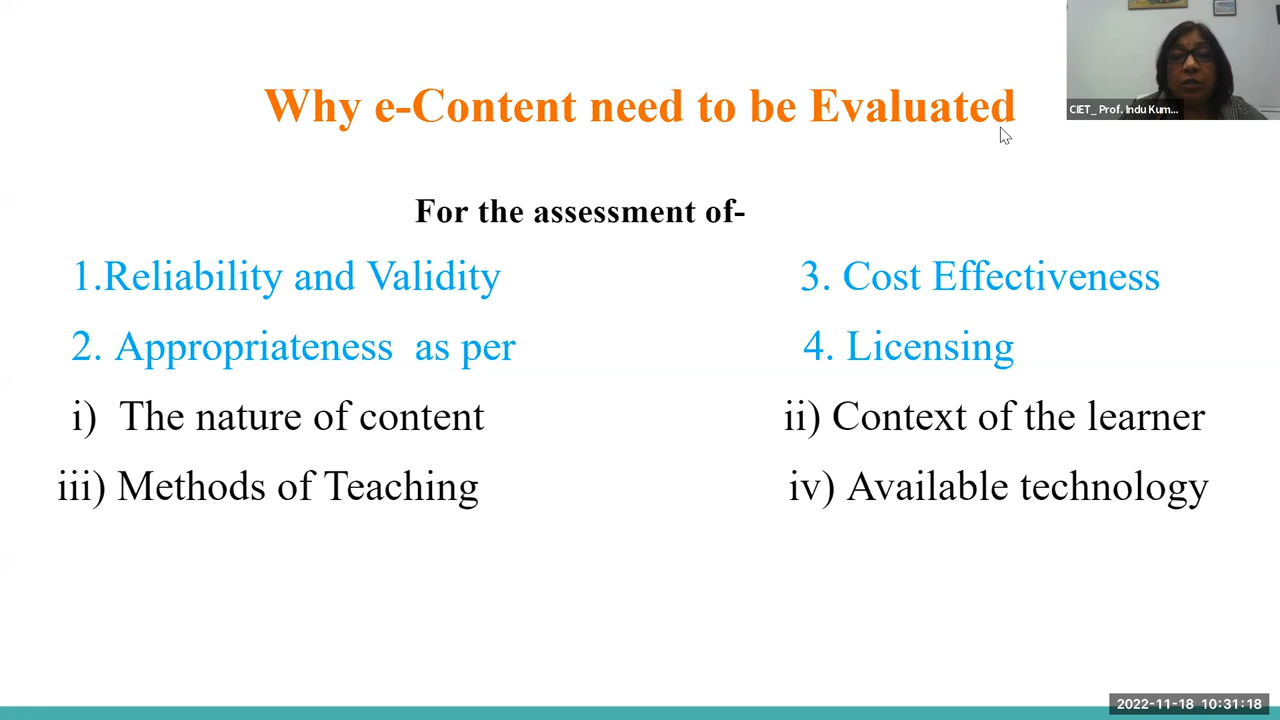 Why e-Content need to be Evaluated
CIET_ Prof. Indu Kum...
For the assessment of-
1.Reliability and Validity
3. Cost Effectiveness
2. Appropriateness as per
4. Licensing
i) The nature of content
ii) Context of the learner
iii) Methods of Teaching
iv) Available technology
2022-11-18 10:31:18